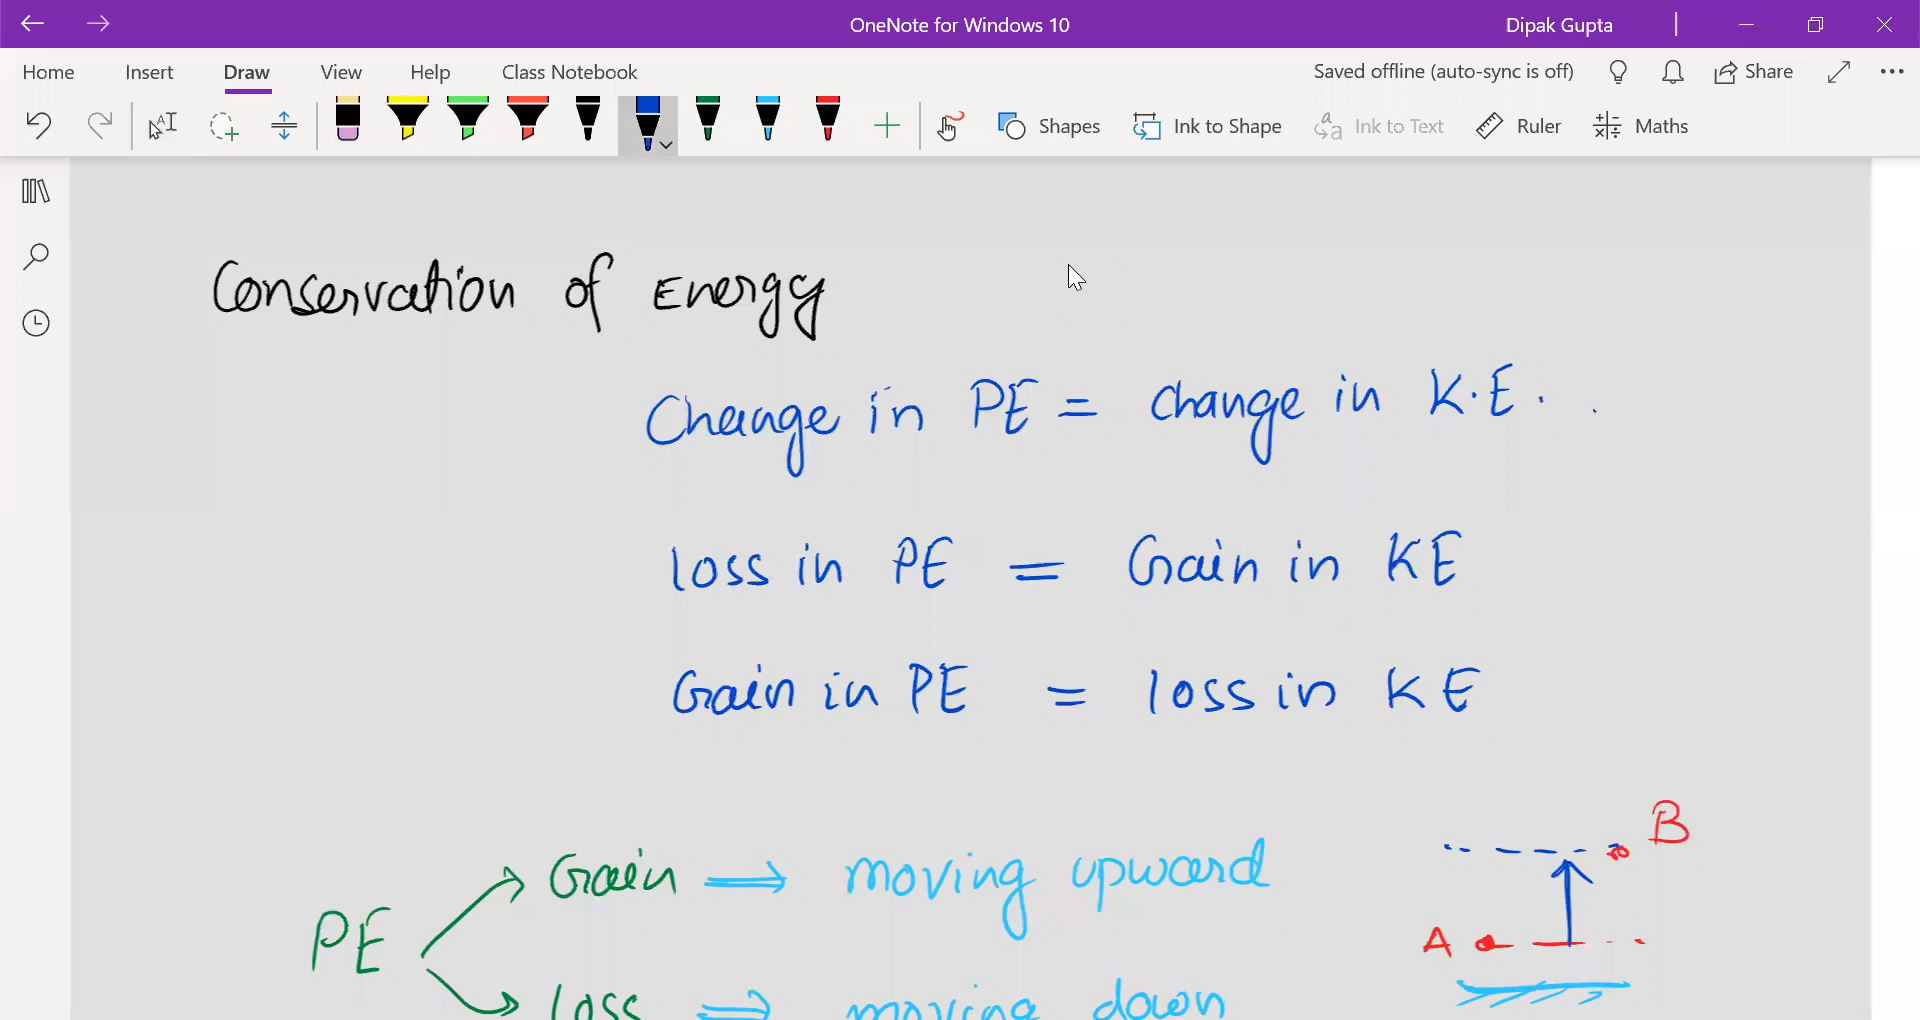 OneNote for Windows 10
Dipak Gupta
Home Insert Draw View Help Class Notebook
Saved offline (auto-sync is off) Share
Shapes Ink to Shape Ink to Text Ruler Maths
Conservation of Energy
Change in PE = change in K.E.
loss in PE = Gain in KE
Gain in PE = loss in KE
PE
Gain ⟹ moving upward
loss ⟹ moving down
B
A